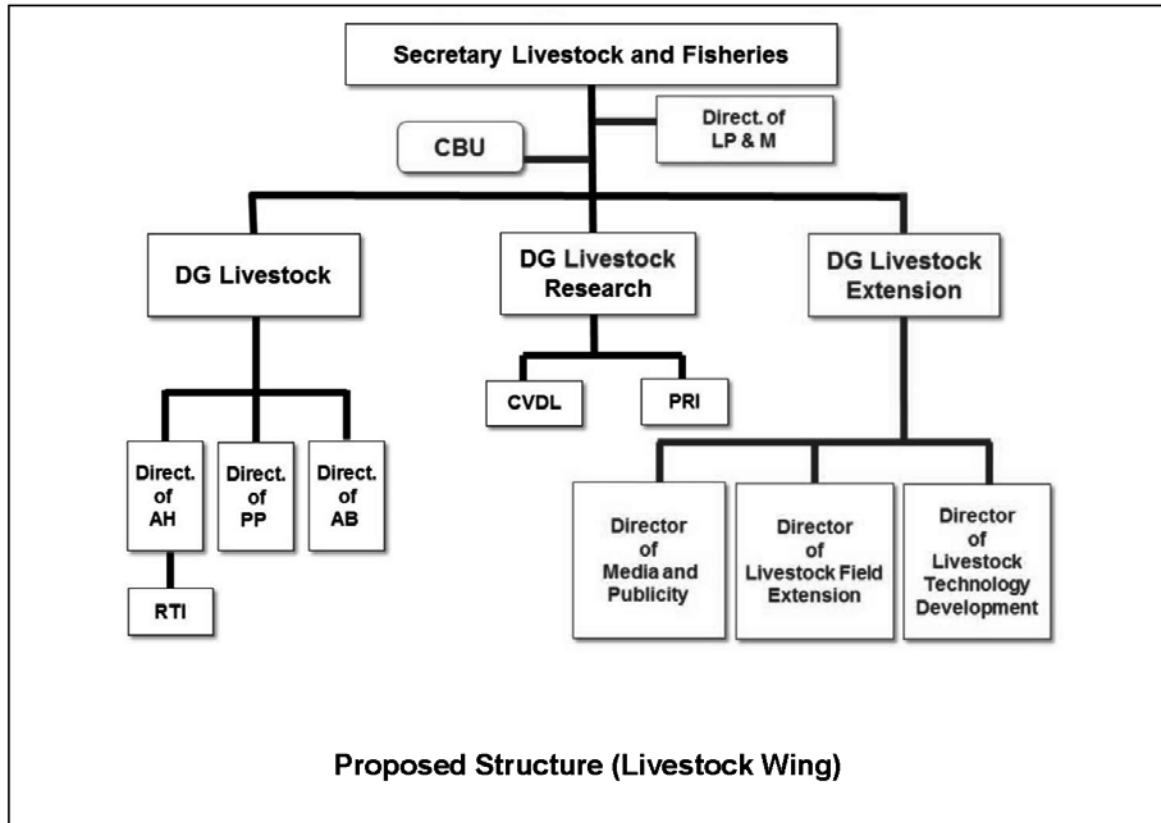 Secretary Livestock and Fisheries
Direct. of
LP & M
CBU
DG Livestock
DG Livestock
Research
DG Livestock
Extension
CVDL
PRI
Direct.
of
AH
Direct.
of
PP
Direct.
of
AB
RTI
Director
of
Media and
Publicity
Director
of
Livestock Field
Extension
Director
of
Livestock
Technology
Development
Proposed Structure (Livestock Wing)